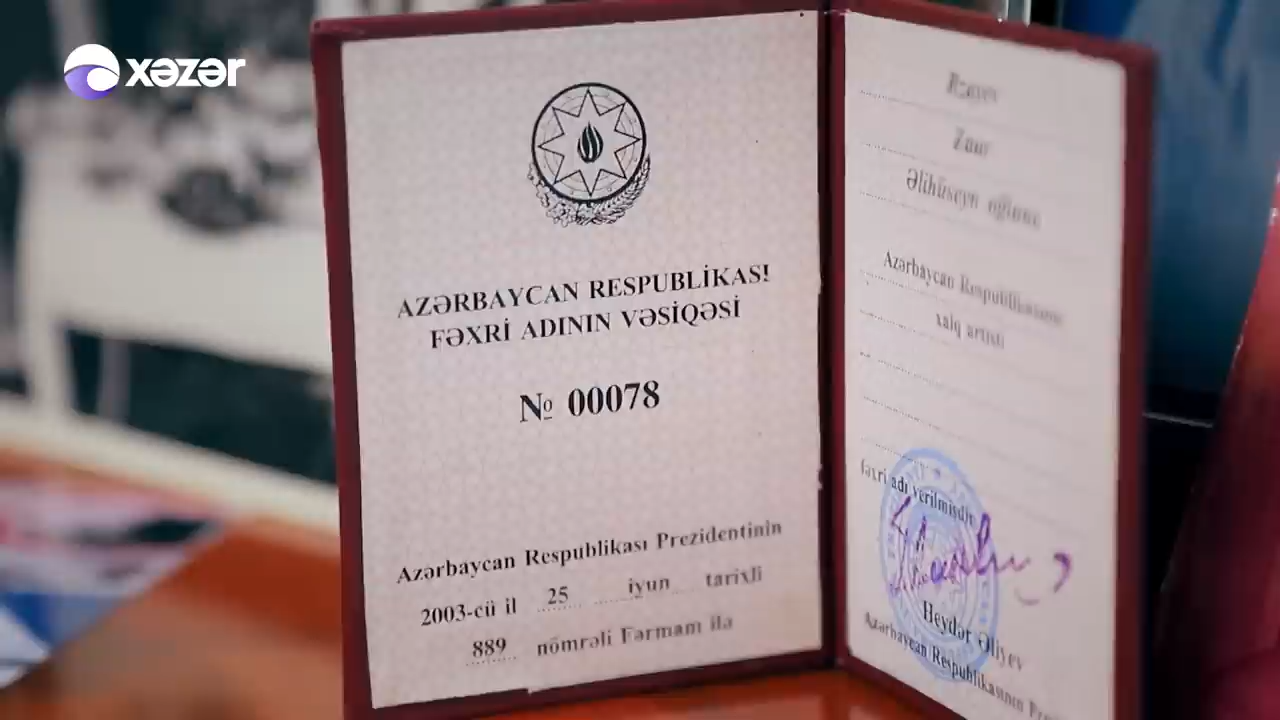 xəzər
AZƏRBAYCAN RESPUBLİKASI
FƏXRİ ADININ VƏSİQƏSİ
№ 00078
Azərbaycan Respublikası Prezidentinin
2003-cü il 25 iyun tarixli
889 nömrəli Fərmanı ilə
Rzayev
Zaur
Əlihüseyn oğluna
Azərbaycan Respublikasının
xalq artisti
fəxri adı verilmişdir
Heydər Əliyev
Azərbaycan Respublikasının